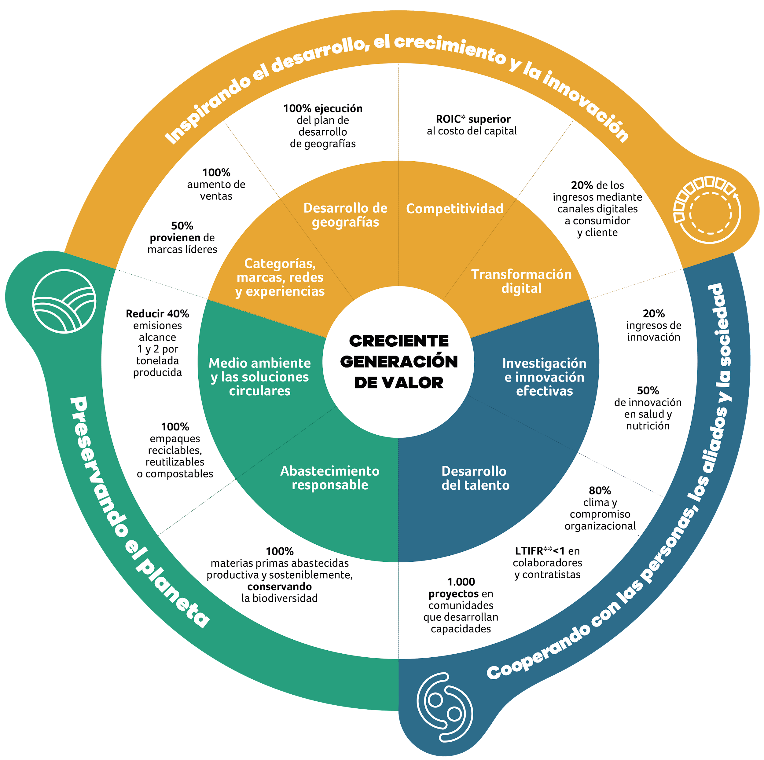 Inspirando el desarrollo, el crecimiento y la innovación
100% ejecución
del plan de
desarrollo
de geografías
ROIC* superior
al costo del capital
100%
aumento de
ventas
50%
provienen de
marcas líderes
20% de los
ingresos mediante
canales digitales
a consumidor
y cliente
Desarrollo de
geografías
Competitividad
Categorías,
marcas, redes
y experiencias
Transformación
digital
CRECIENTE
GENERACIÓN
DE VALOR
Preservando el planeta
Reducir 40%
emisiones
alcance
1 y 2 por
tonelada
producida
100%
empaques
reciclables,
reutilizables
o compostables
100%
materias primas abastecidas
productiva y sosteniblemente,
conservando
la biodiversidad
Medio ambiente
y las soluciones
circulares
Abastecimiento
responsable
Investigación
e innovación
efectivas
Desarrollo
del talento
20%
ingresos de
innovación
50%
de innovación
en salud y
nutrición
80%
clima y
compromiso
organizacional
LTIFR**<1 en
colaboradores
y contratistas
1.000
proyectos en
comunidades
que desarrollan
capacidades
Cooperando con las personas, los aliados y la sociedad